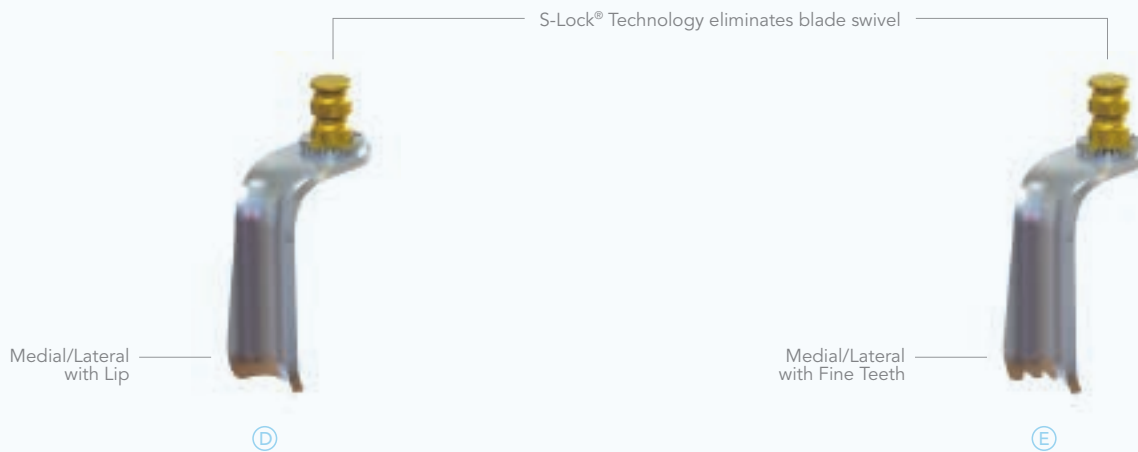 S-Lock® Technology eliminates blade swivel
Medial/Lateral
with Lip
Medial/Lateral
with Fine Teeth
D
E